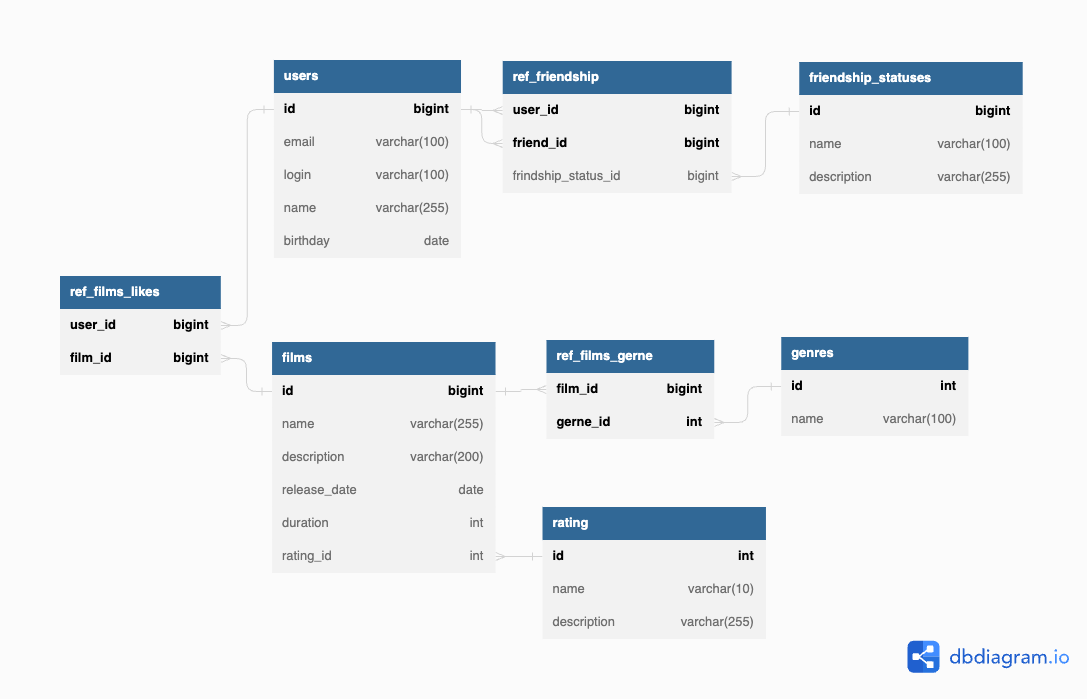 users
id bigint
email varchar(100)
login varchar(100)
name varchar(255)
birthday date
ref_friendship
user_id bigint
friend_id bigint
frindship_status_id bigint
friendship_statuses
id bigint
name varchar(100)
description varchar(255)
ref_films_likes
user_id bigint
film_id bigint
films
id bigint
name varchar(255)
description varchar(200)
release_date date
duration int
rating_id int
ref_films_gerne
film_id bigint
gerne_id int
genres
id int
name varchar(100)
rating
id int
name varchar(10)
description varchar(255)
dbdiagram.io